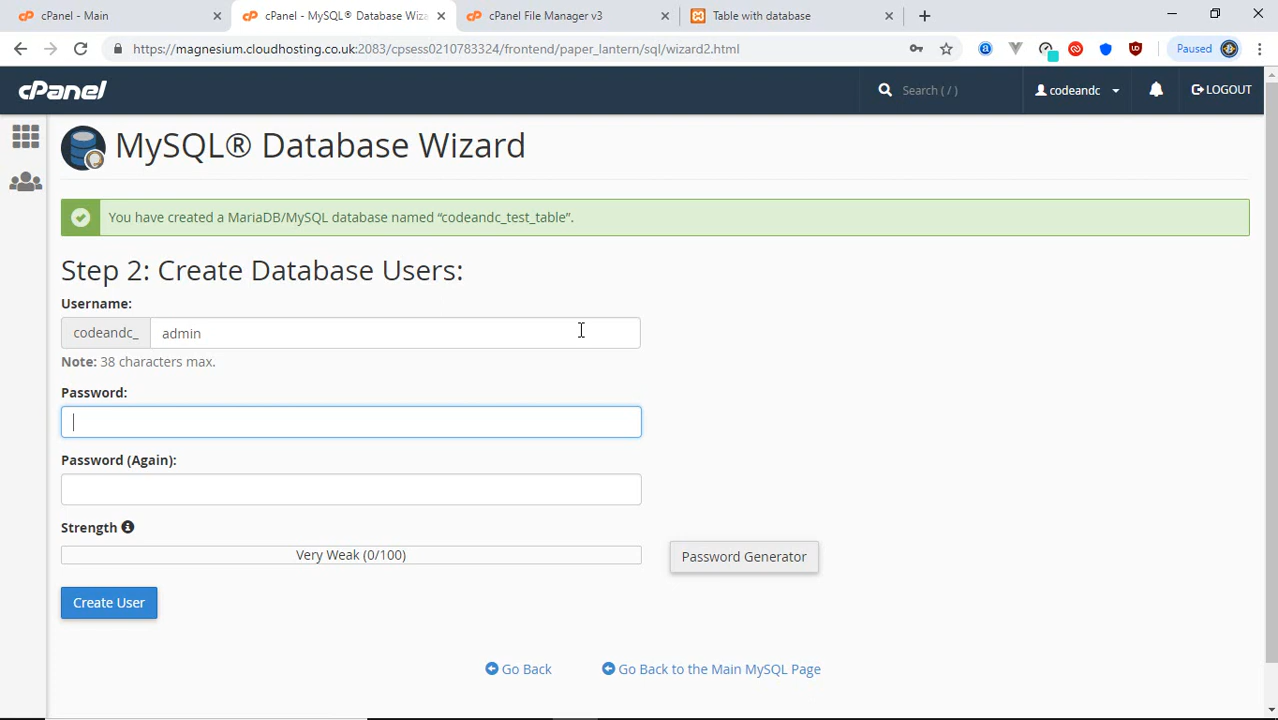 cPanel - Main
cPanel - MySQL® Database Wiza
cPanel File Manager v3
Table with database
https://magnesium.cloudhosting.co.uk:2083/cpsess0210783324/frontend/paper_lantern/sql/wizard2.html
Paused
cPanel
Search ( / )
codeandc
LOGOUT
MySQL® Database Wizard
You have created a MariaDB/MySQL database named “codeandc_test_table”.
Step 2: Create Database Users:
Username:
codeandc_ admin
Note: 38 characters max.
Password:
Password (Again):
Strength
Very Weak (0/100)
Password Generator
Create User
Go Back
Go Back to the Main MySQL Page